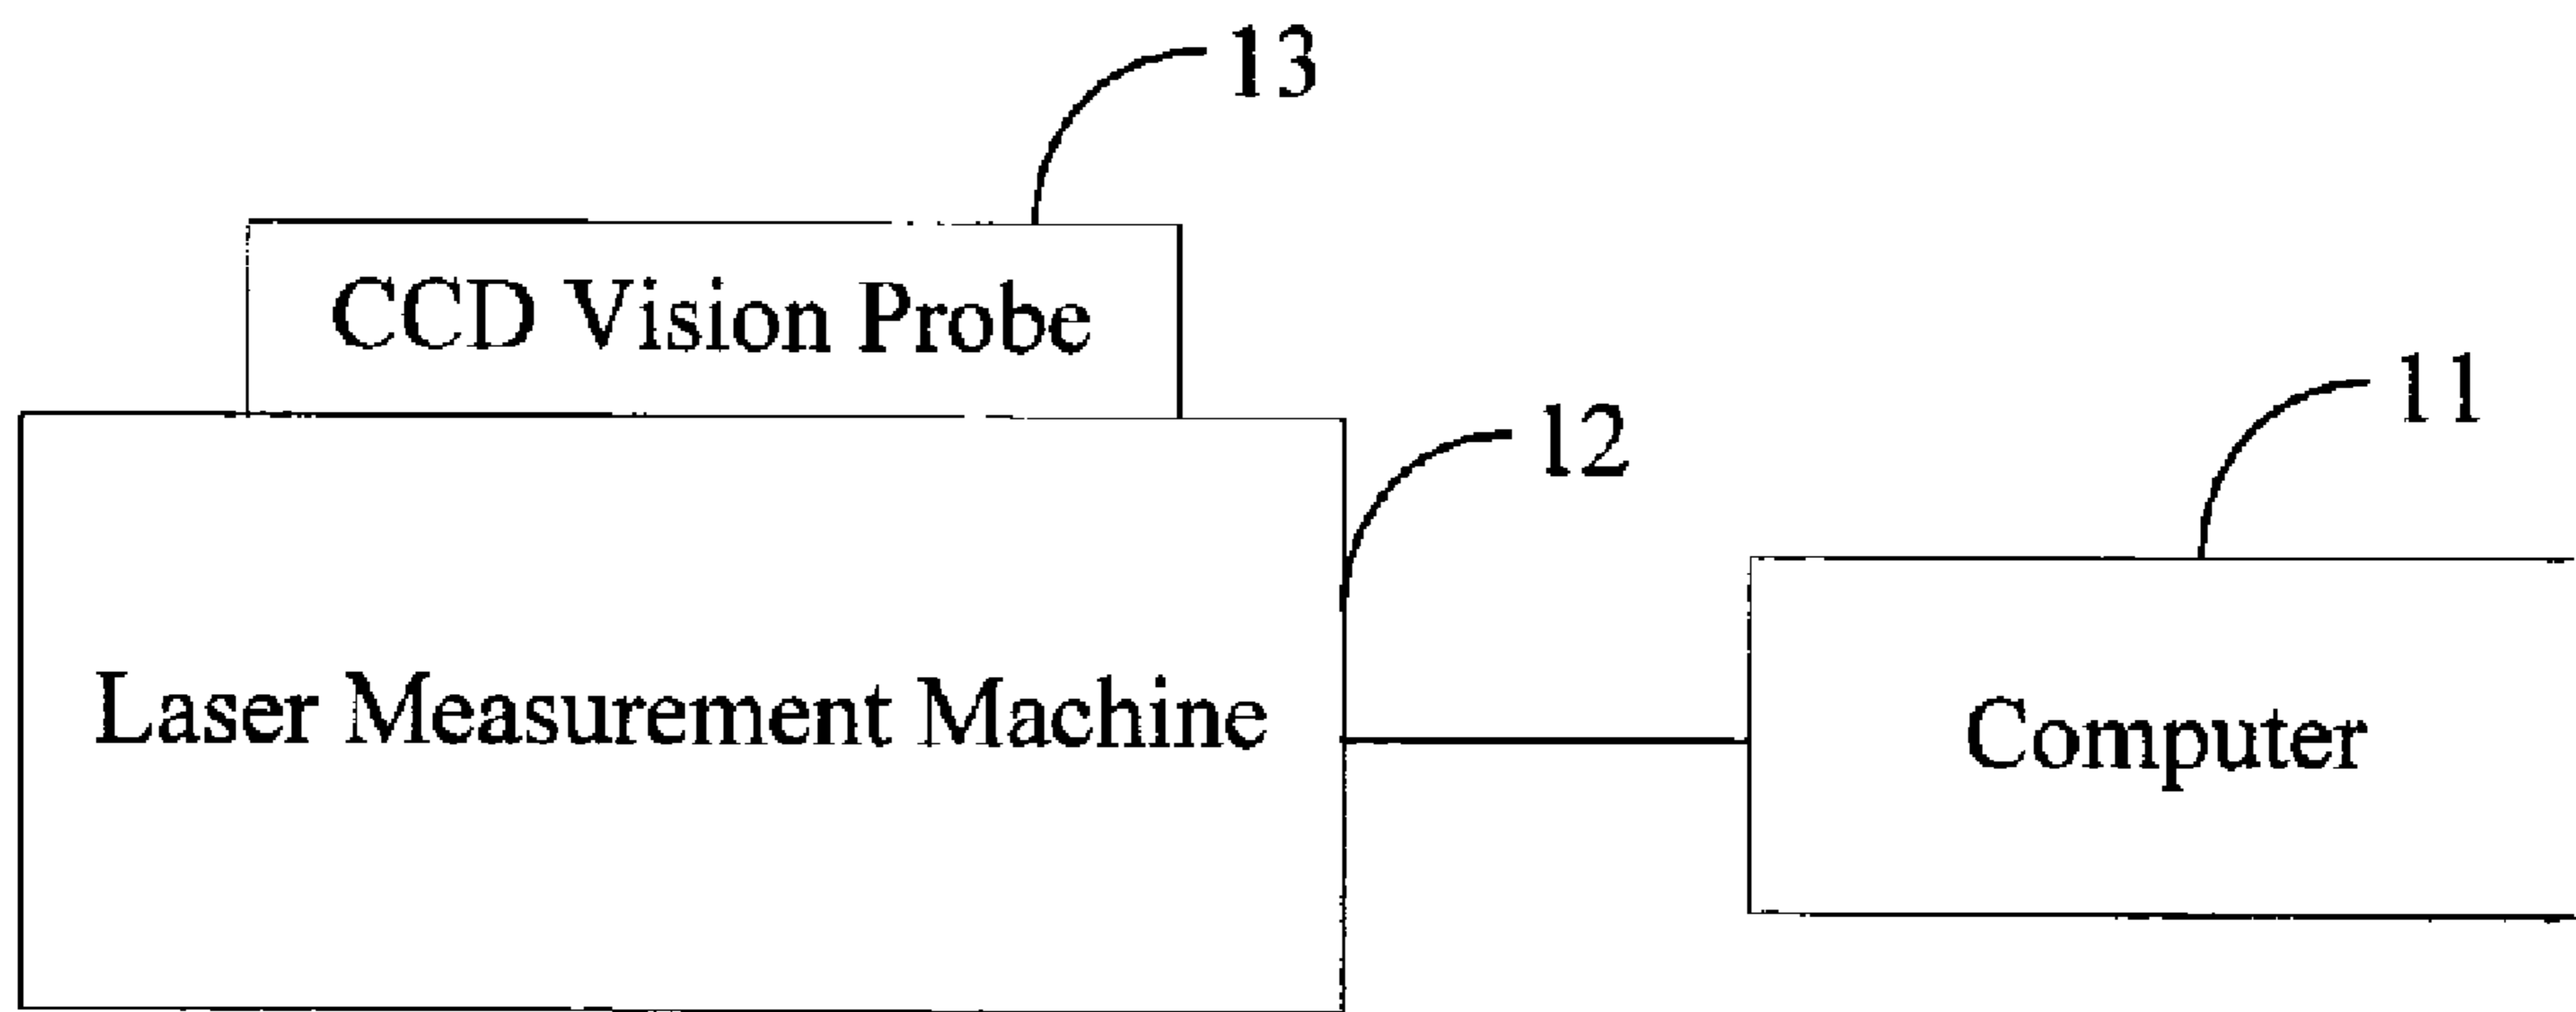 13
CCD Vision Probe
11
12
Laser Measurement Machine
Computer